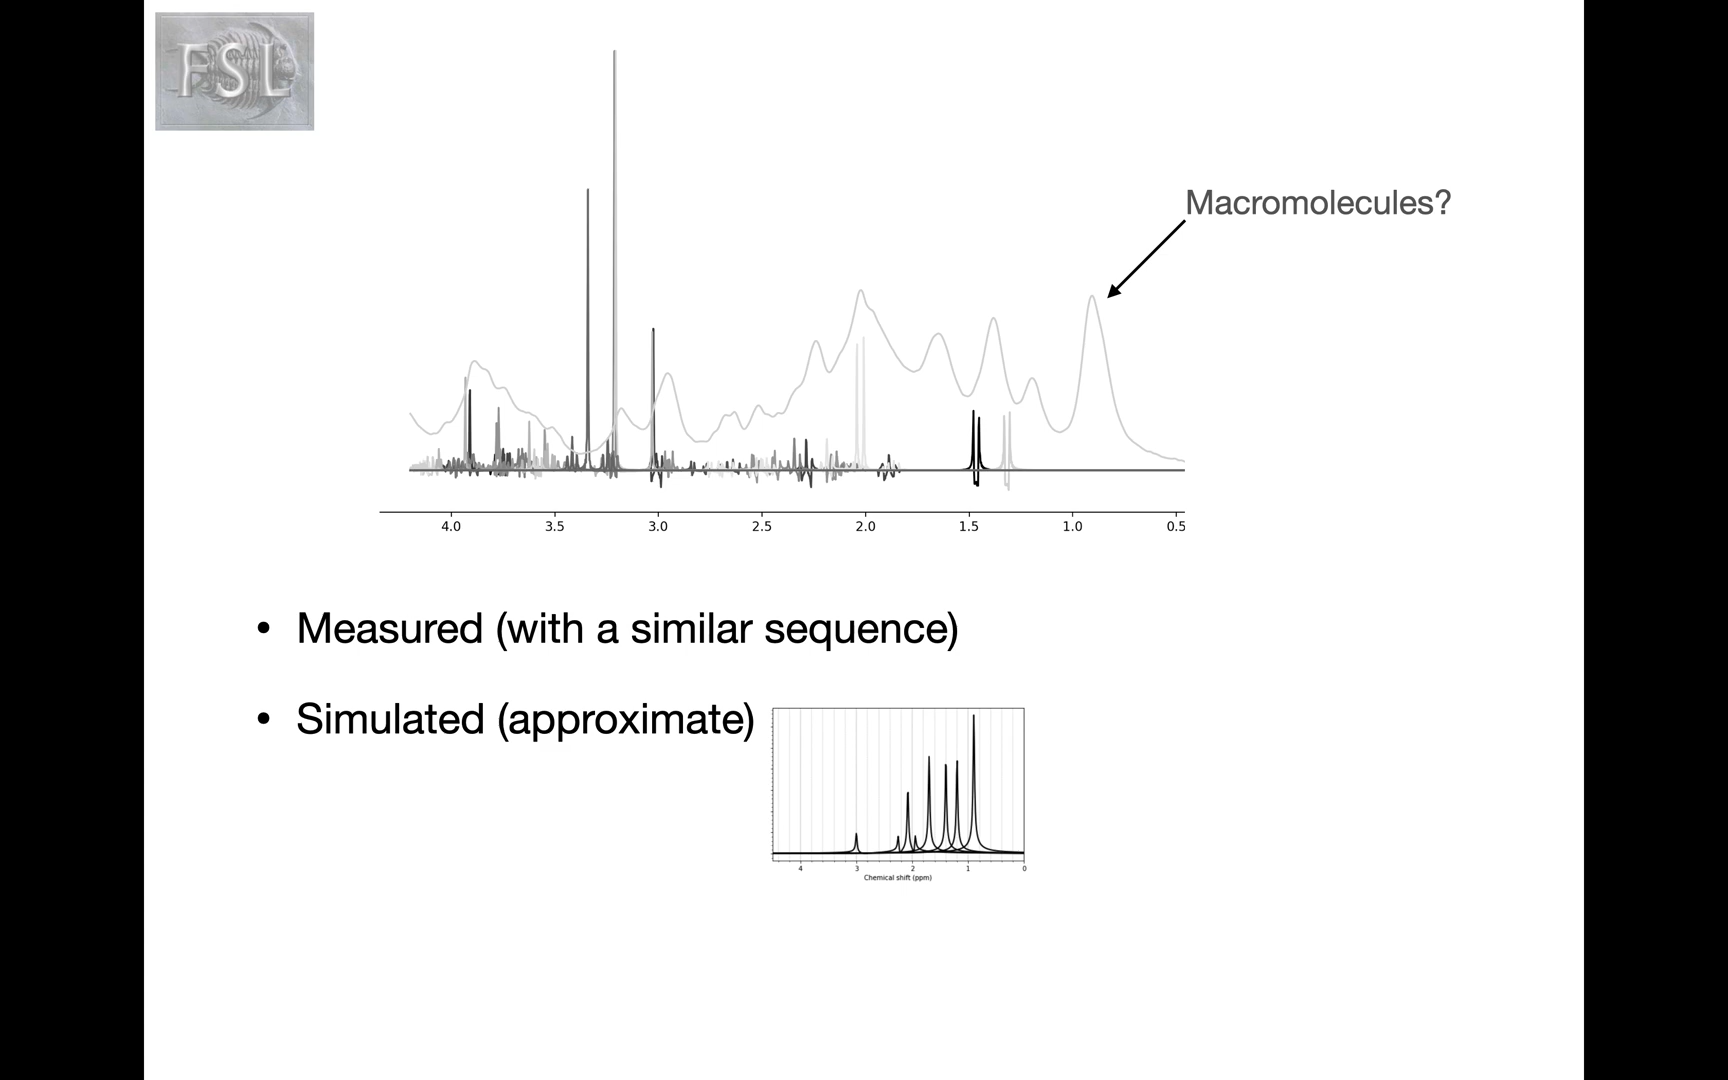 FSL
Macromolecules?
4.0 3.5 3.0 2.5 2.0 1.5 1.0 0.5
• Measured (with a similar sequence)
• Simulated (approximate)
4 3 2 1 0
Chemical shift (ppm)